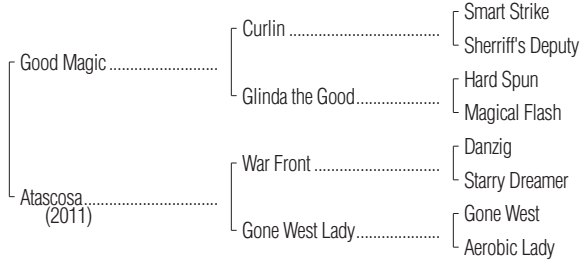 Smart Strike
Curlin ..........................................
Sherriff's Deputy
Good Magic ..........................
Hard Spun
Glinda the Good.......................
Magical Flash
Danzig
War Front ..................................
Starry Dreamer
Atascosa................................
(2011)
Gone West
Gone West Lady.......................
Aerobic Lady